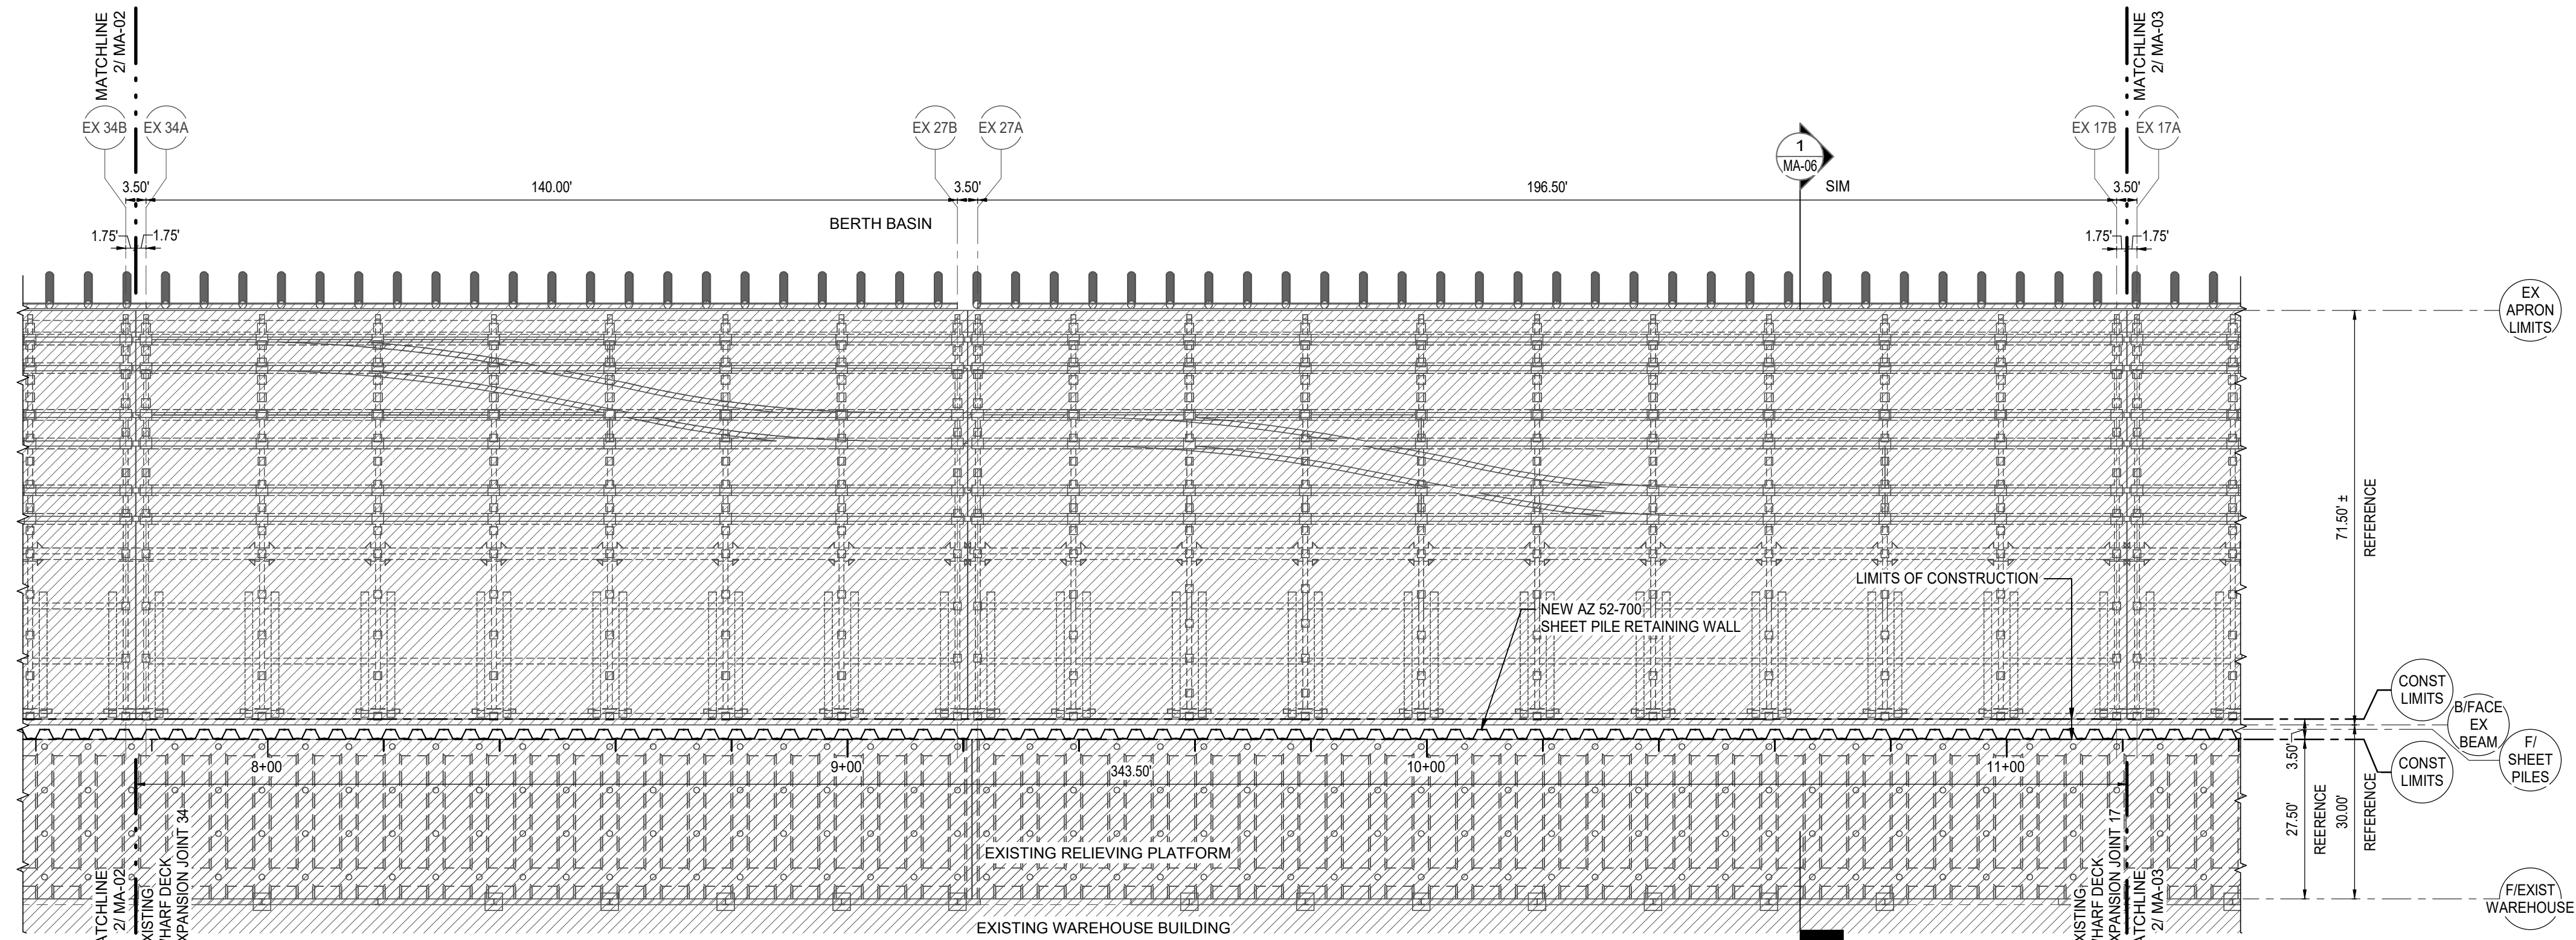 MATCHLINE
2/ MA-02
MATCHLINE
2/ MA-03
EX 34B
EX 34A
EX 27B
EX 27A
EX 17B
EX 17A
1
MA-06
SIM
3.50'
140.00'
3.50'
196.50'
3.50'
BERTH BASIN
1.75'
1.75'
1.75'
1.75'
EX
APRON
LIMITS
71.50' ±
REFERENCE
LIMITS OF CONSTRUCTION
NEW AZ 52-700
SHEET PILE RETAINING WALL
CONST
LIMITS
B/FACE
EX
BEAM
F/
SHEET
PILES
CONST
LIMITS
8+00
9+00
343.50'
10+00
11+00
3.50'
27.50'
REERENCE
30.00'
REFERENCE
EXISTING RELIEVING PLATFORM
ATCHLINE
2/ MA-02
XISTING
HARF DECK
XPANSION JOINT 34
XISTING
HARF DECK
XPANSION JOINT 17
ATCHLINE
2/ MA-03
F/EXIST
WAREHOUSE
EXISTING WAREHOUSE BUILDING